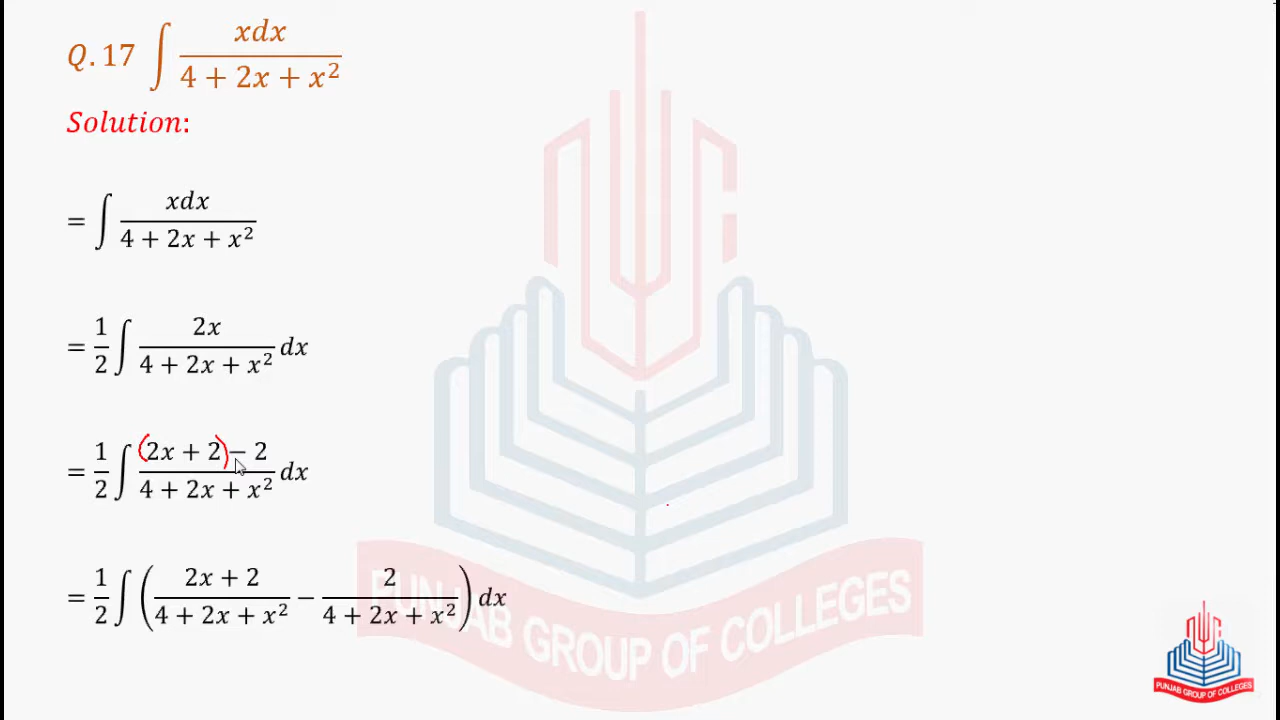 Q.17 ∫ xdx / (4 + 2x + x²)
Solution:
= ∫ xdx / (4 + 2x + x²)
= 1/2 ∫ 2x / (4 + 2x + x²) dx
= 1/2 ∫ ((2x + 2) − 2) / (4 + 2x + x²) dx
= 1/2 ∫ ( (2x + 2) / (4 + 2x + x²) − 2 / (4 + 2x + x²) ) dx
PUNJAB GROUP OF COLLEGES
PUNJAB GROUP OF COLLEGES